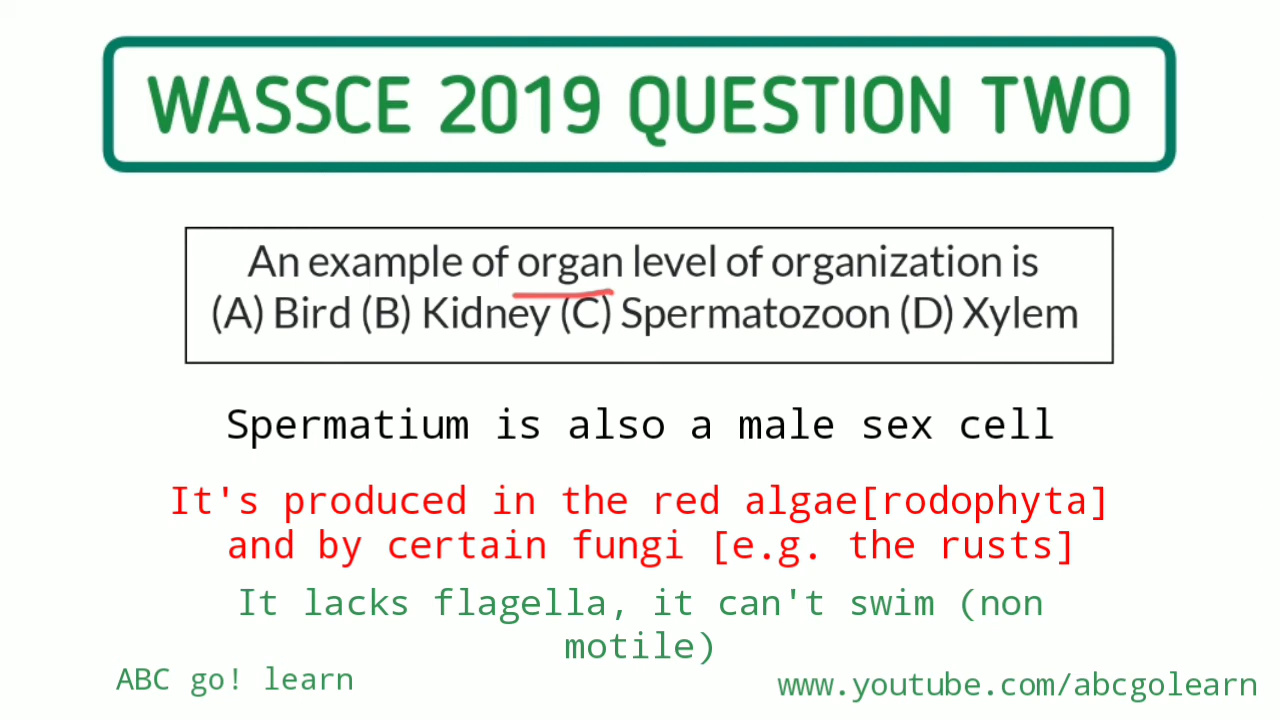 WASSCE 2019 QUESTION TWO
An example of organ level of organization is
(A) Bird (B) Kidney (C) Spermatozoon (D) Xylem
Spermatium is also a male sex cell
It's produced in the red algae[rodophyta]
and by certain fungi [e.g. the rusts]
It lacks flagella, it can't swim (non
motile)
ABC go! learn
www.youtube.com/abcgolearn